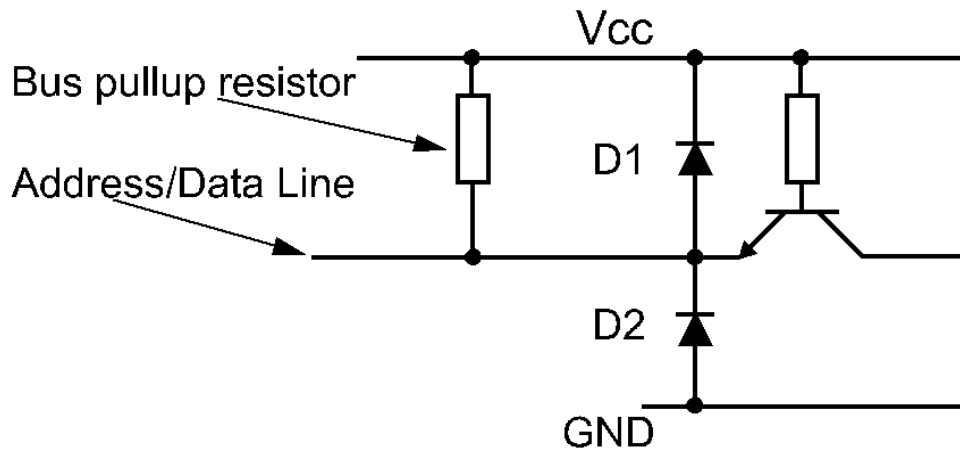 Vcc
Bus pullup resistor
D1
Address/Data Line
D2
GND